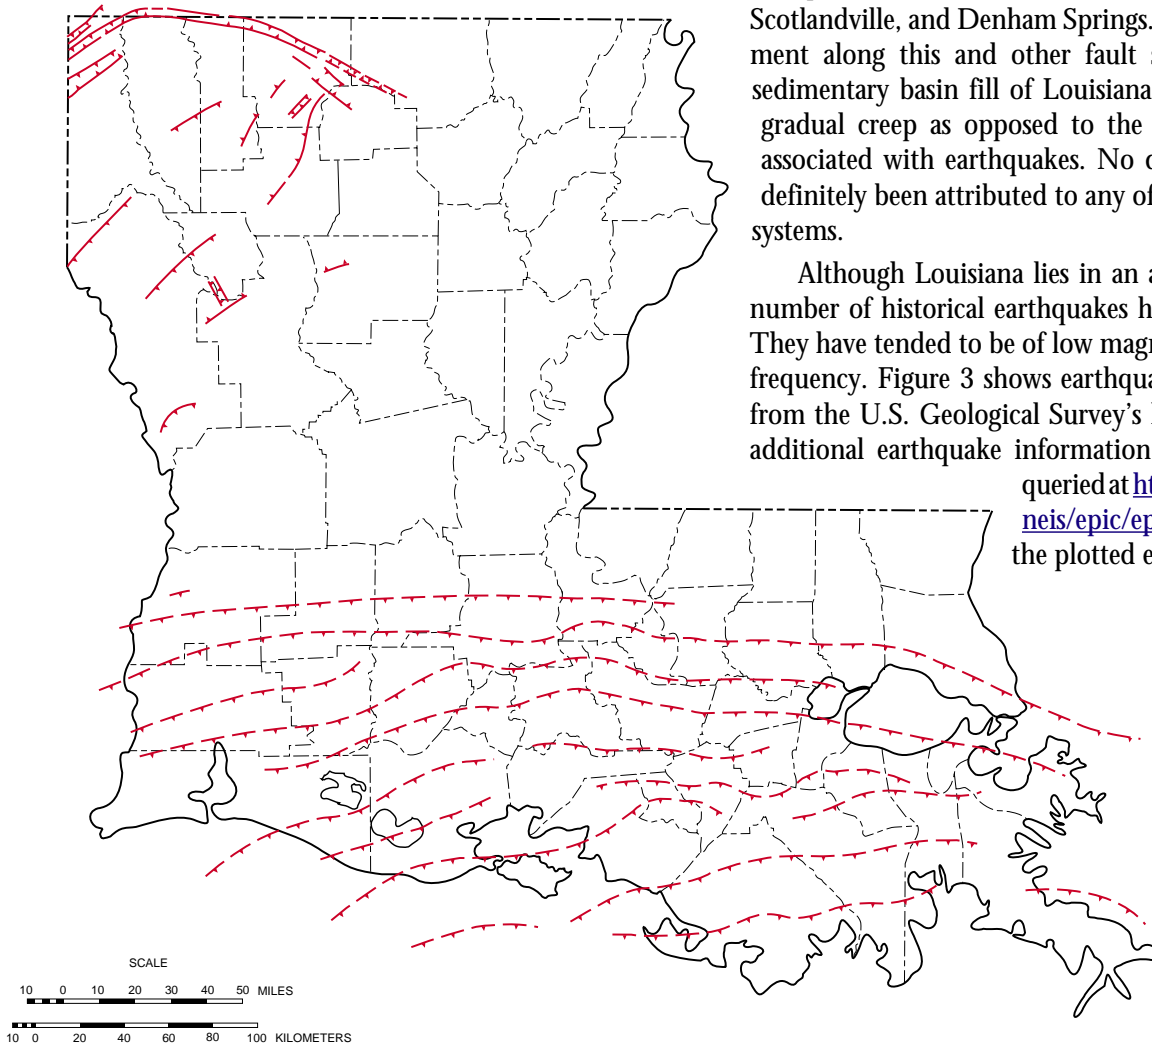 Scotlandville, and Denham Springs.
ment along this and other fault s
sedimentary basin fill of Louisiana
gradual creep as opposed to the
associated with earthquakes. No o
definitely been attributed to any of
systems.
Although Louisiana lies in an a
number of historical earthquakes h
They have tended to be of low magn
frequency. Figure 3 shows earthqua
from the U.S. Geological Survey's
additional earthquake information
queried at ht
neis/epic/ep
the plotted e
SCALE
10 0 10 20 30 40 50 MILES
10 0 20 40 60 80 100 KILOMETERS